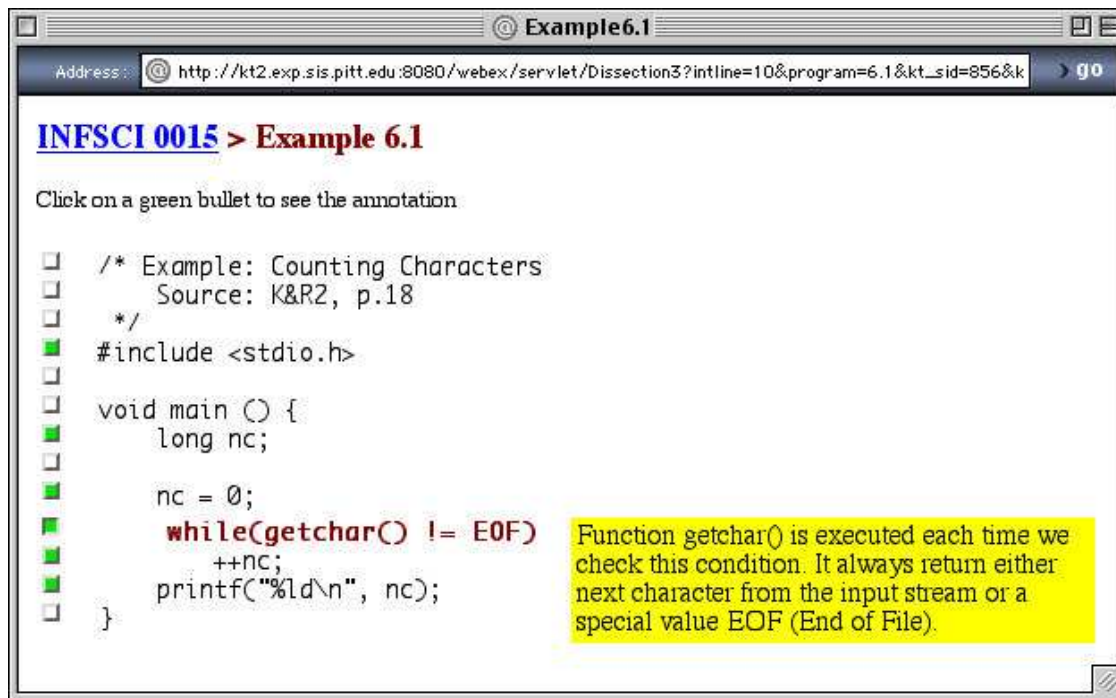 Example6.1
Address: http://kt2.exp.sis.pitt.edu:8080/webex/servlet/Dissection3?intline=10&program=6.1&kt_sid=856&k go
INFSCI 0015 > Example 6.1
Click on a green bullet to see the annotation
/* Example: Counting Characters
Source: K&R2, p.18
*/
#include <stdio.h>
void main () {
long nc;
nc = 0;
while(getchar() != EOF)
++nc;
printf("%ld\n", nc);
}
Function getchar() is executed each time we
check this condition. It always return either
next character from the input stream or a
special value EOF (End of File).